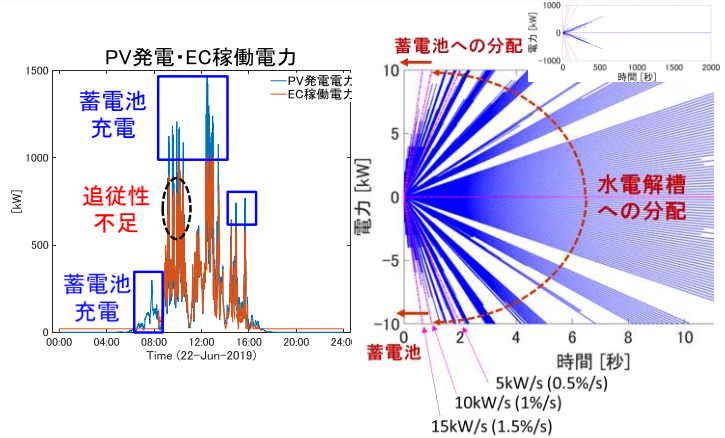 PV発電・EC稼働電力
1500
1000
500
0
[kW]
PV発電電力
EC稼働電力
蓄電池
充電
追従性
不足
蓄電池
充電
00:00
04:00
08:00
12:00
16:00
20:00
24:0
Time (22-Jun-2019)
蓄電池への分配
電力 [kW]
1000
0
-1000
0
500
1000
1500
2000
時間 [秒]
電力 [kW]
10
5
0
-5
-10
水電解槽
への分配
蓄電池
0
2
4
6
8
10
時間 [秒]
5kW/s (0.5%/s)
10kW/s (1%/s)
15kW/s (1.5%/s)